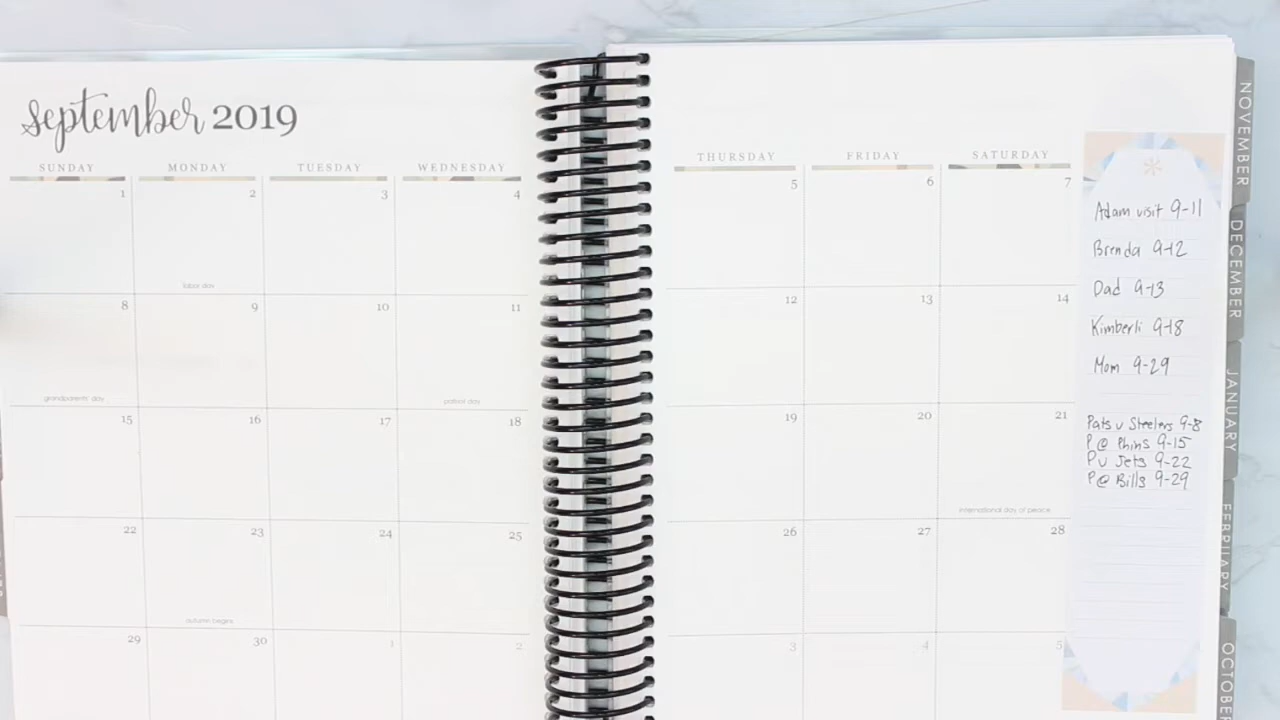 september 2019
SUNDAY MONDAY TUESDAY WEDNESDAY THURSDAY FRIDAY SATURDAY
1 2 3 4 5 6 7
labor day
8 9 10 11 12 13 14
grandparents' day patriot day
15 16 17 18 19 20 21
international day of peace
22 23 24 25 26 27 28
autumn begins
29 30 1 2 3 4 5
Adam visit 9-11
Brenda 9-12
Dad 9-13
Kimberli 9-18
Mom 9-29
Pats v Steelers 9-8
P @ Phins 9-15
P v Jets 9-22
P @ Bills 9-29
NOVEMBER
DECEMBER
JANUARY
FEBRUARY
OCTOBER